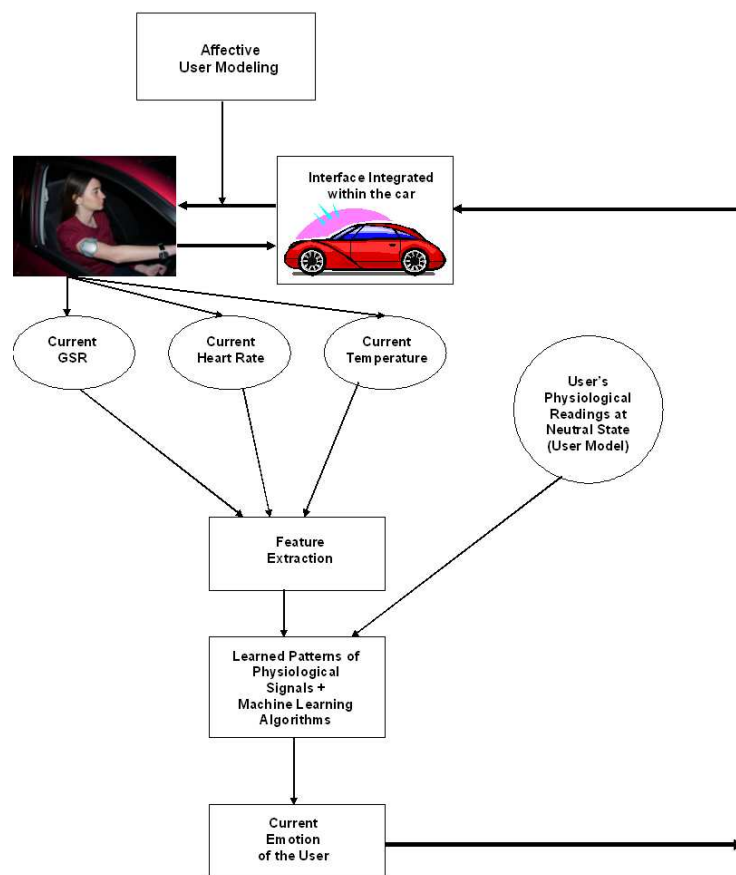 Affective
User Modeling
Interface Integrated
within the car
Current
GSR
Current
Heart Rate
Current
Temperature
User's
Physiological
Readings at
Neutral State
(User Model)
Feature
Extraction
Learned Patterns of
Physiological
Signals +
Machine Learning
Algorithms
Current
Emotion
of the User